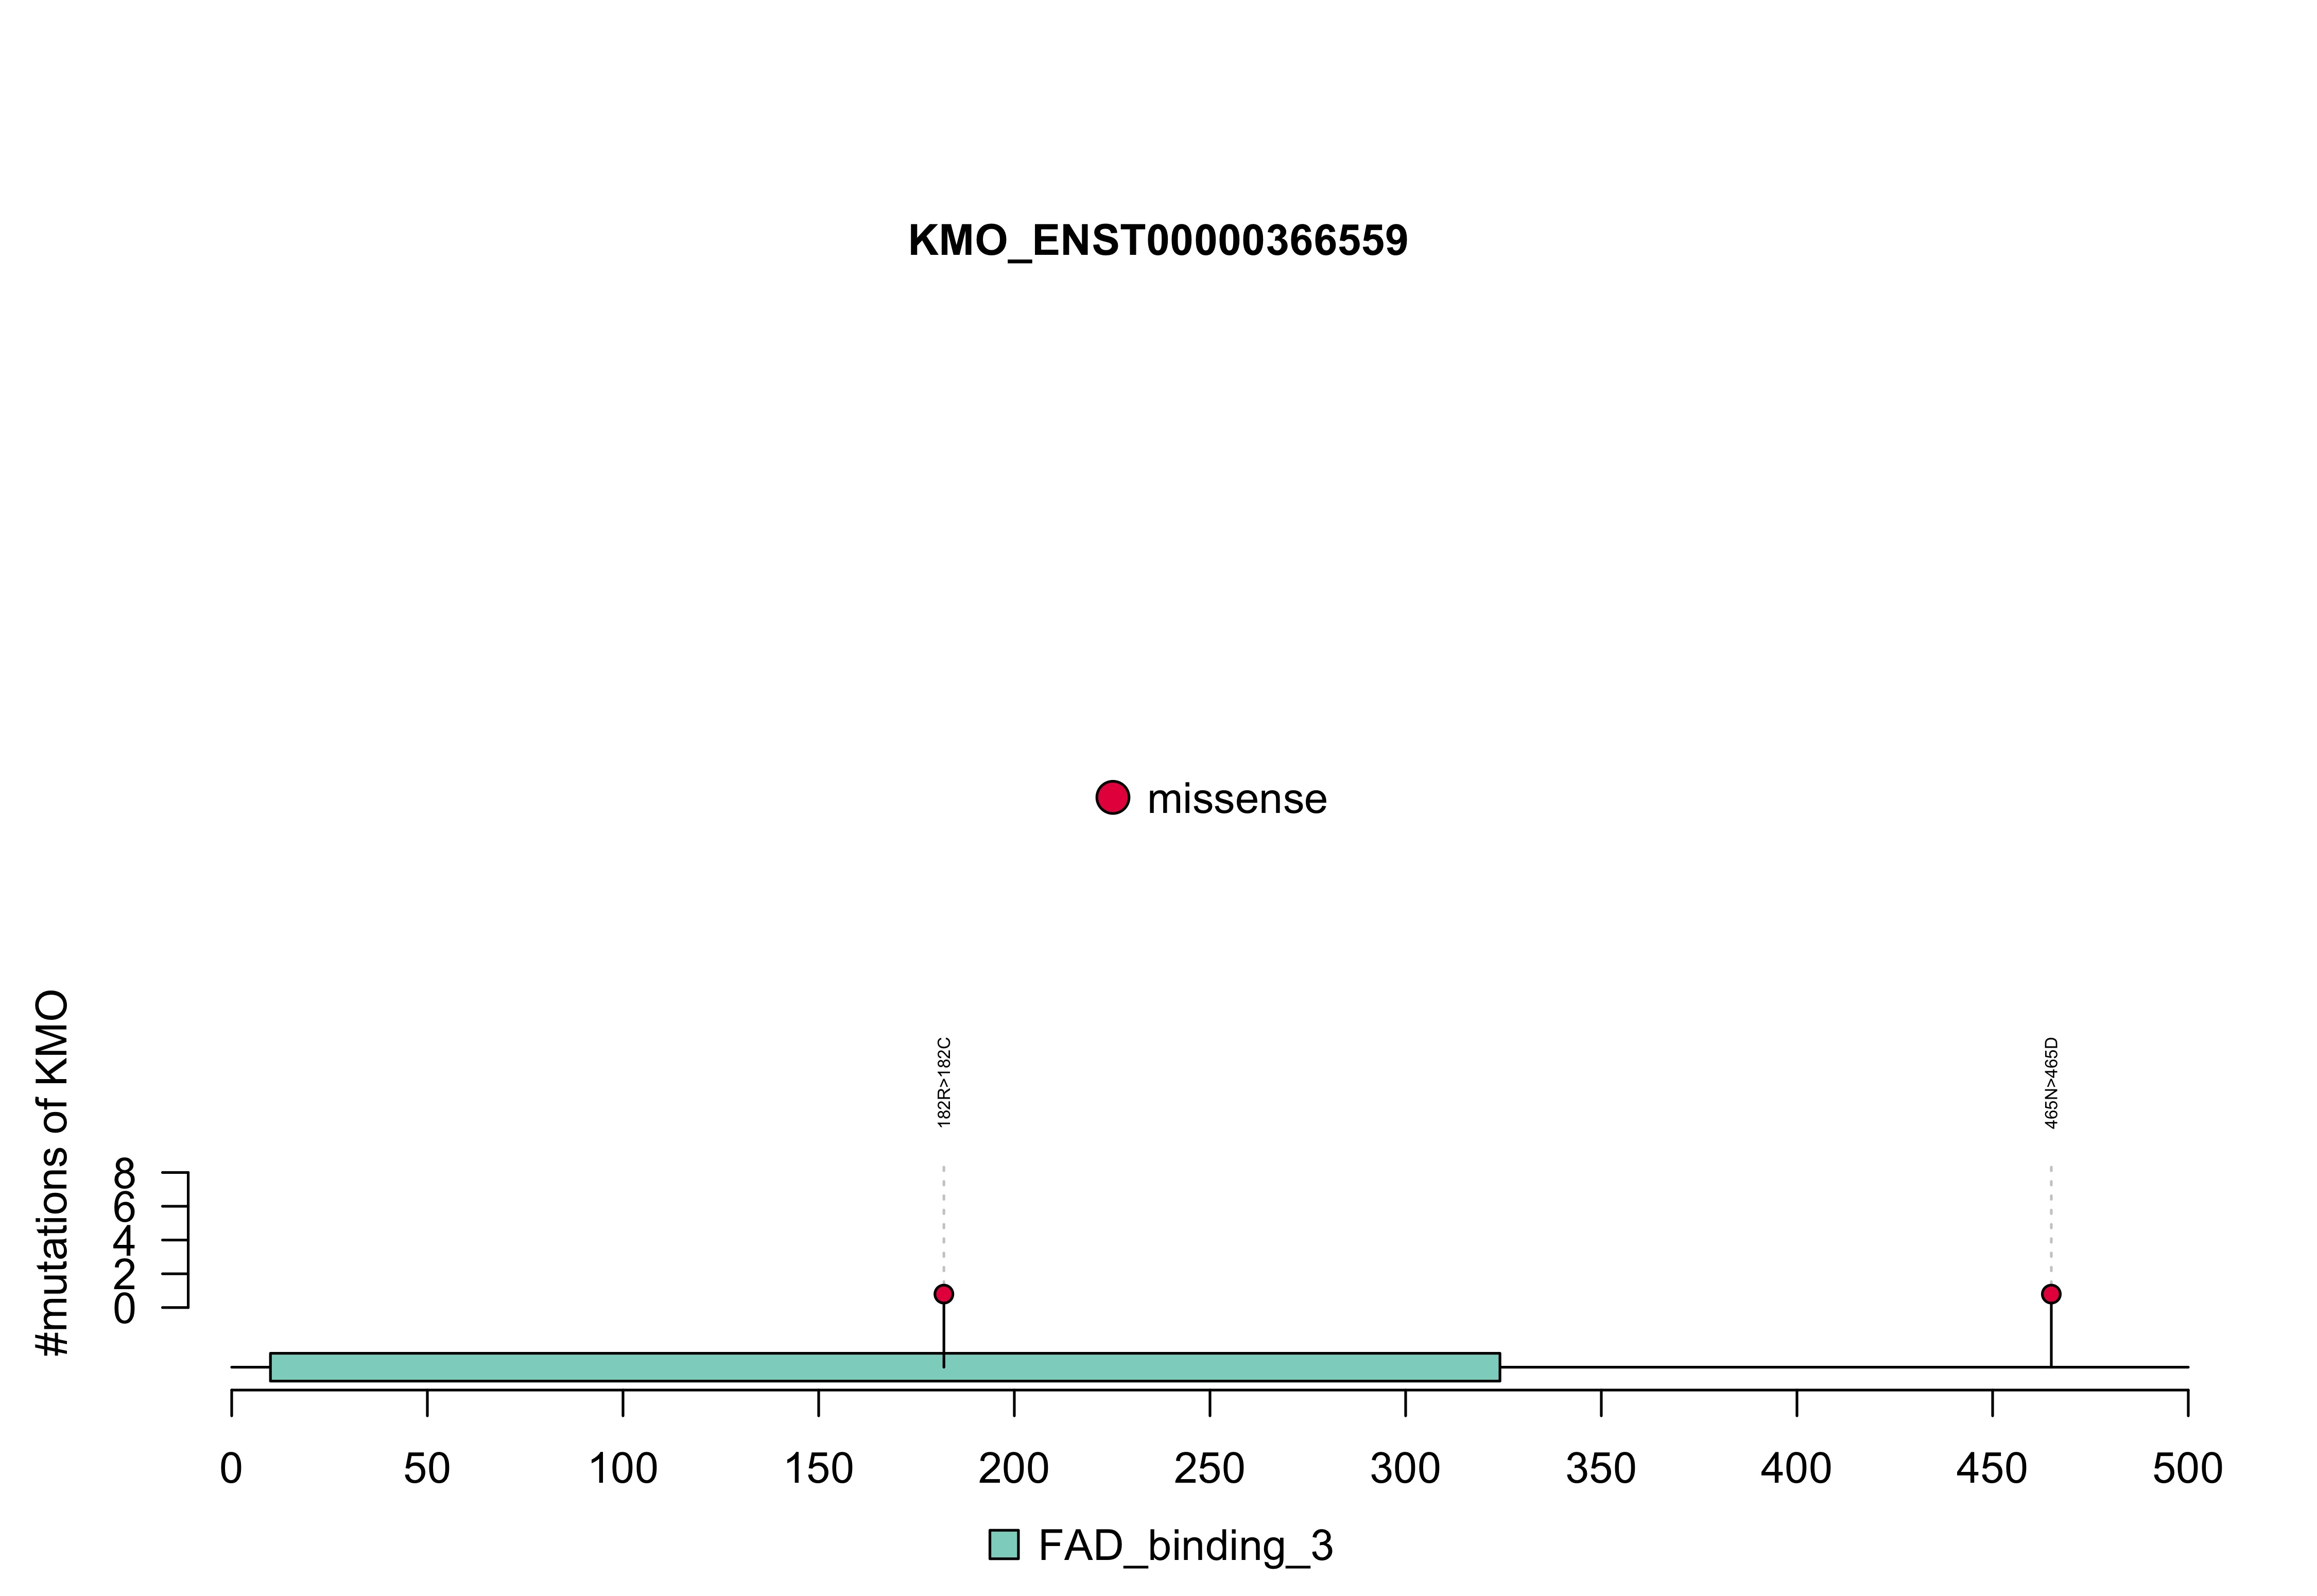 KMO_ENST00000366559
missense
#mutations of KMO
182R>182C
465N>465D
8
6
4
2
0
0 50 100 150 200 250 300 350 400 450 500
FAD_binding_3